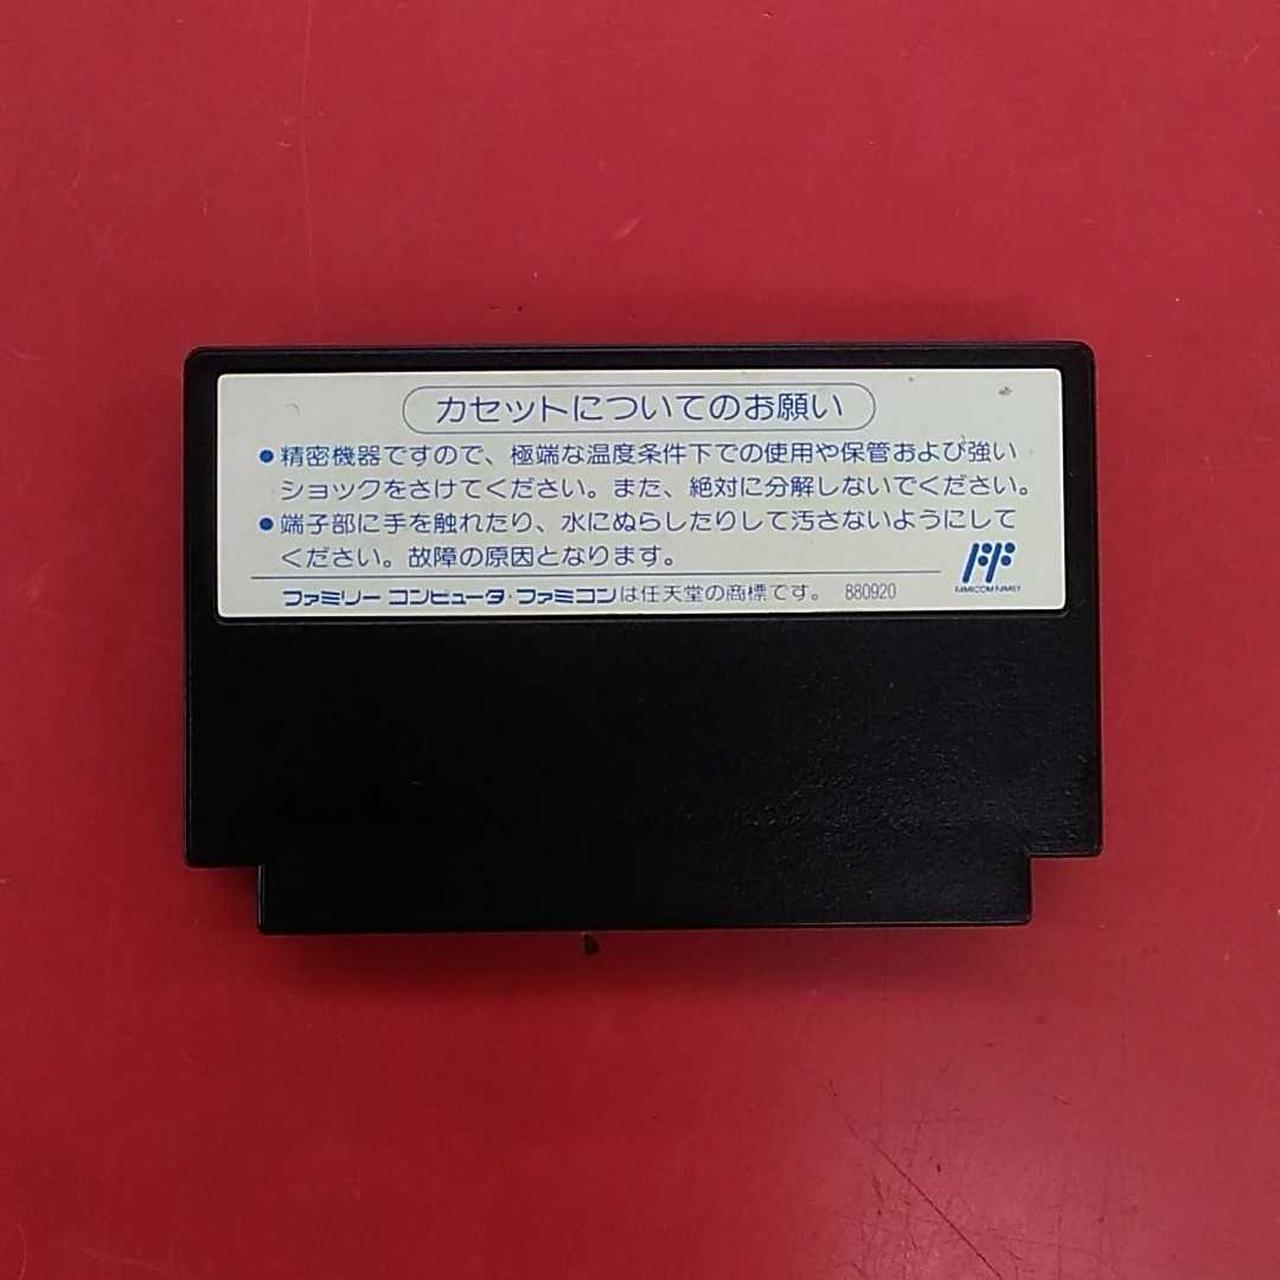 カセットについてのお願い
●精密機器ですので、極端な温度条件下での使用や保管および強い
ショックをさけてください。また、絶対に分解しないでください。
●端子部に手を触れたり、水にぬらしたりして汚さないようにして
ください。故障の原因となります。
ファミリーコンピュータ・ファミコンは任天堂の商標です。 880920
FF